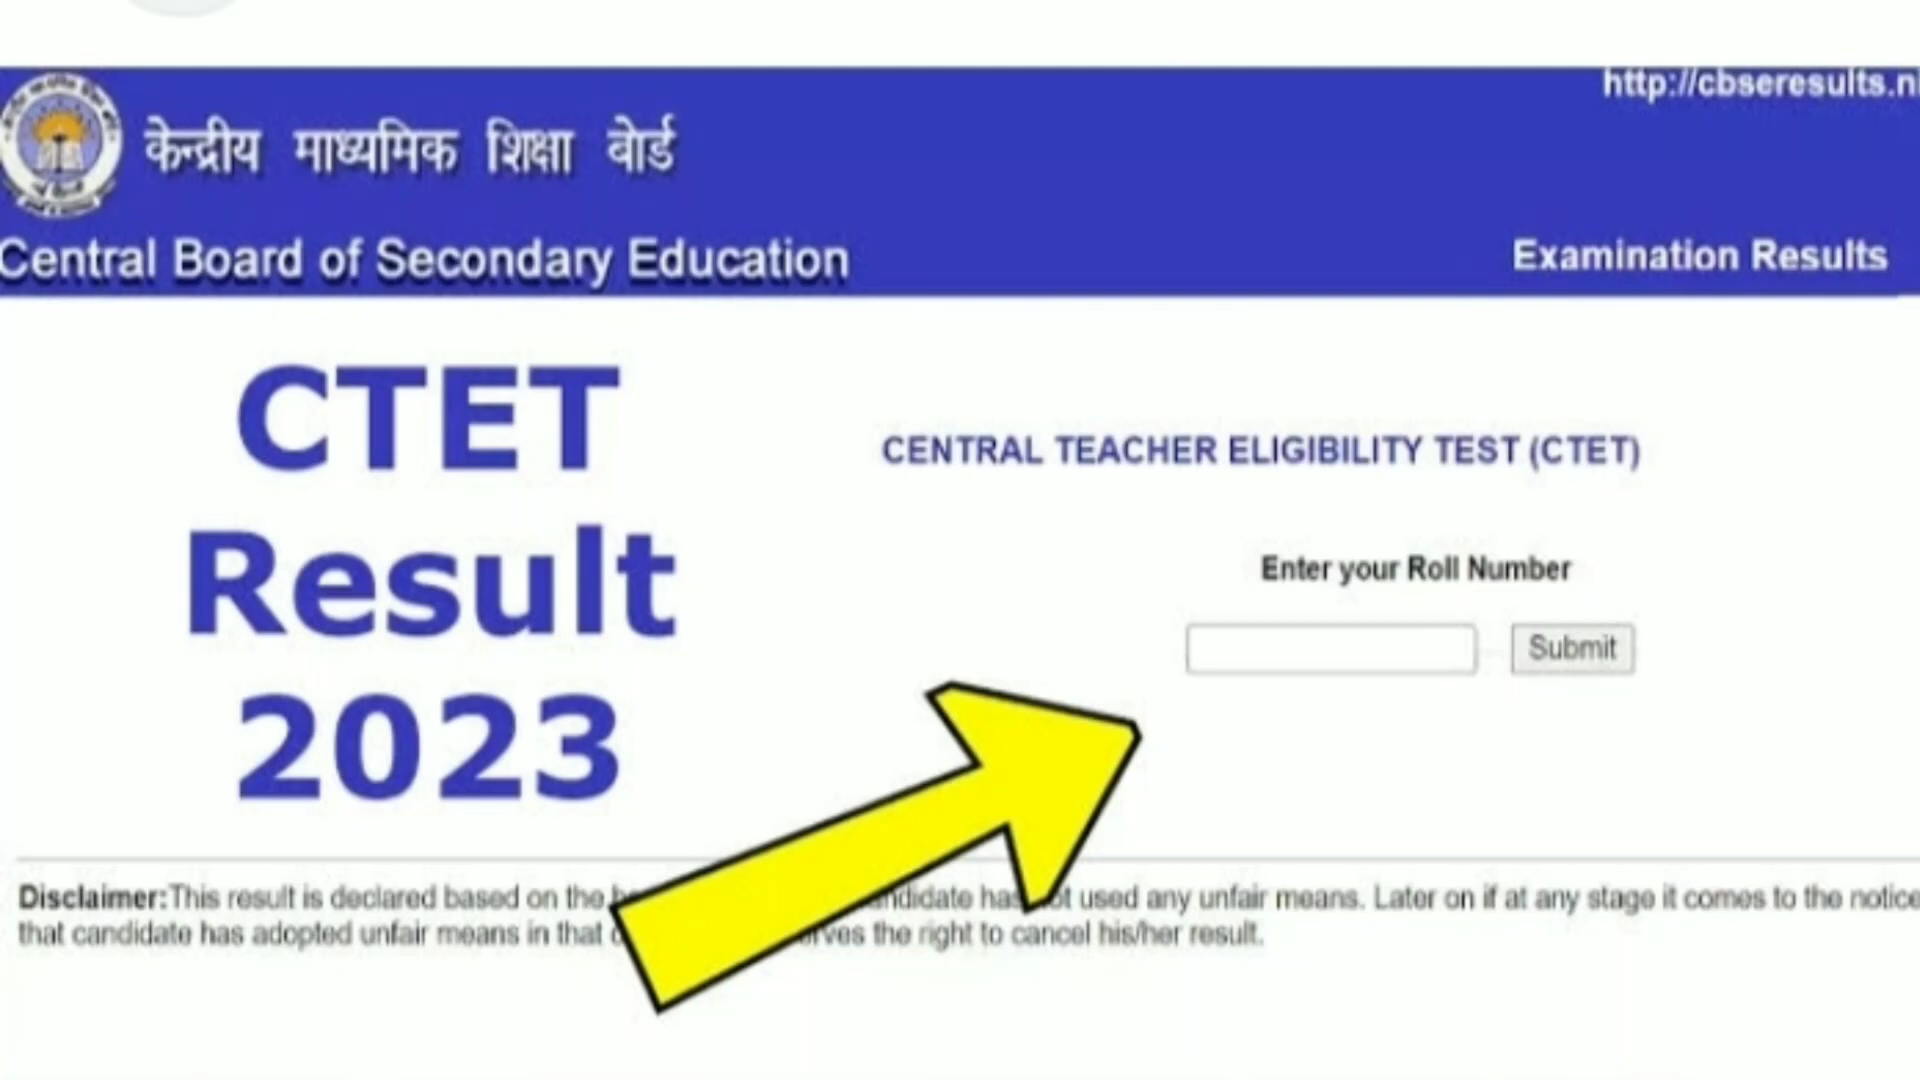 http://cbseresults.ni
केन्द्रीय माध्यमिक शिक्षा बोर्ड
Central Board of Secondary Education
Examination Results
CTET
Result
2023
CENTRAL TEACHER ELIGIBILITY TEST (CTET)
Enter your Roll Number
Submit
Disclaimer:This result is declared based on the has used any unfair means. Later on if at any stage it comes to the notice
that candidate has adopted unfair means in that the right to cancel his/her result.